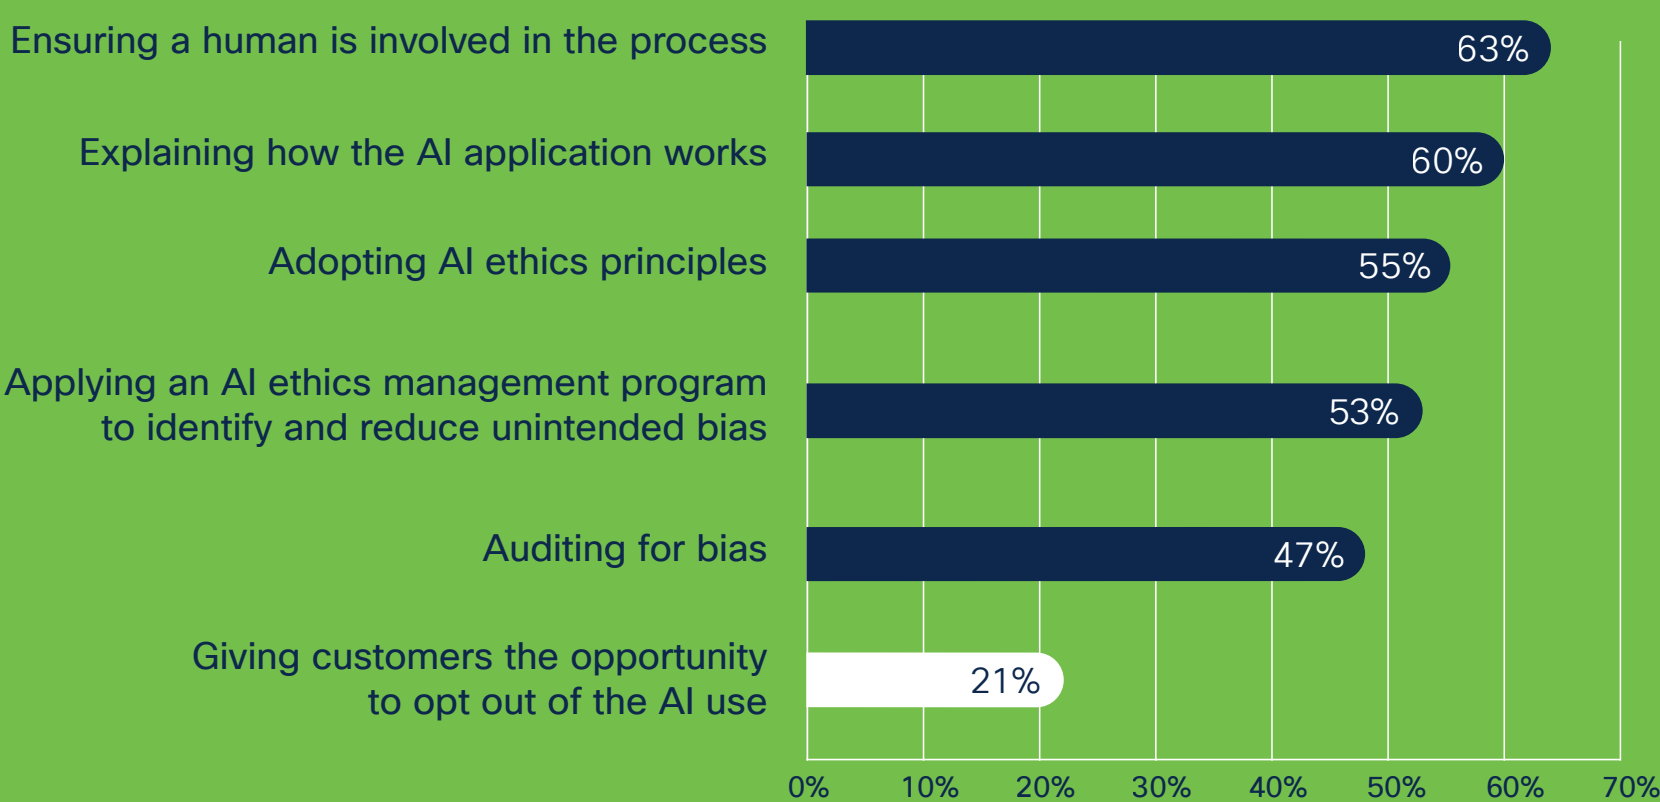 Ensuring a human is involved in the process
63%
Explaining how the AI application works
60%
Adopting AI ethics principles
55%
Applying an AI ethics management program
to identify and reduce unintended bias
53%
Auditing for bias
47%
Giving customers the opportunity
to opt out of the AI use
21%
0% 10% 20% 30% 40% 50% 60% 70%